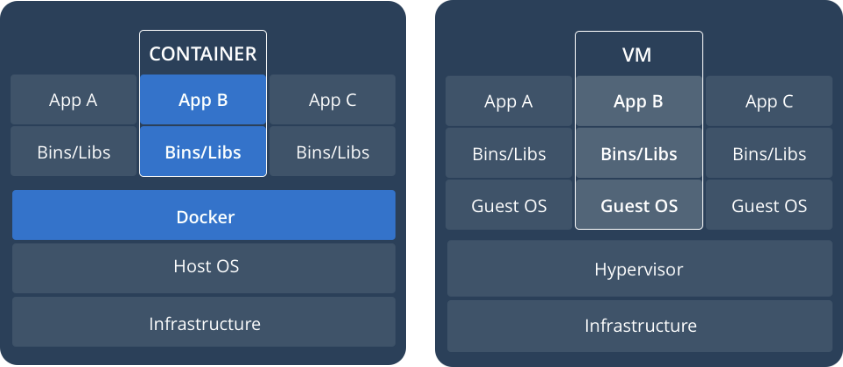 CONTAINER
App A
App B
App C
Bins/Libs
Bins/Libs
Bins/Libs
Docker
Host OS
Infrastructure
VM
App A
App B
App C
Bins/Libs
Bins/Libs
Bins/Libs
Guest OS
Guest OS
Guest OS
Hypervisor
Infrastructure